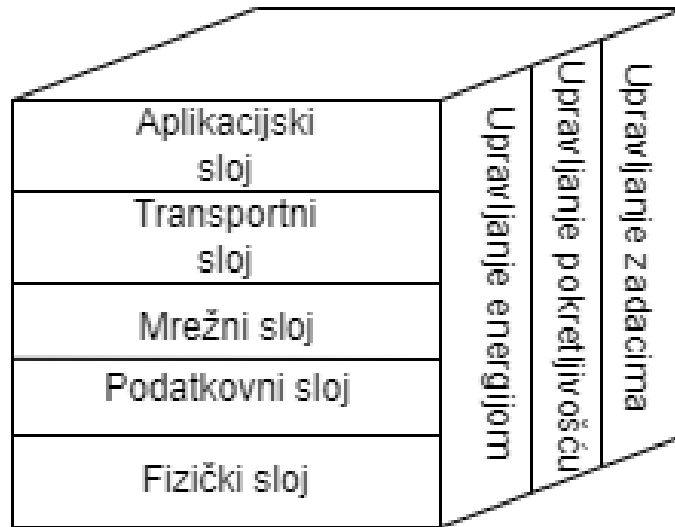 Aplikacijski
sloj
Transportni
sloj
Mrežni sloj
Podatkovni sloj
Fizički sloj
Upravljanje energijom
Upravljanje pokretljivošću
Upravljanje zadacima